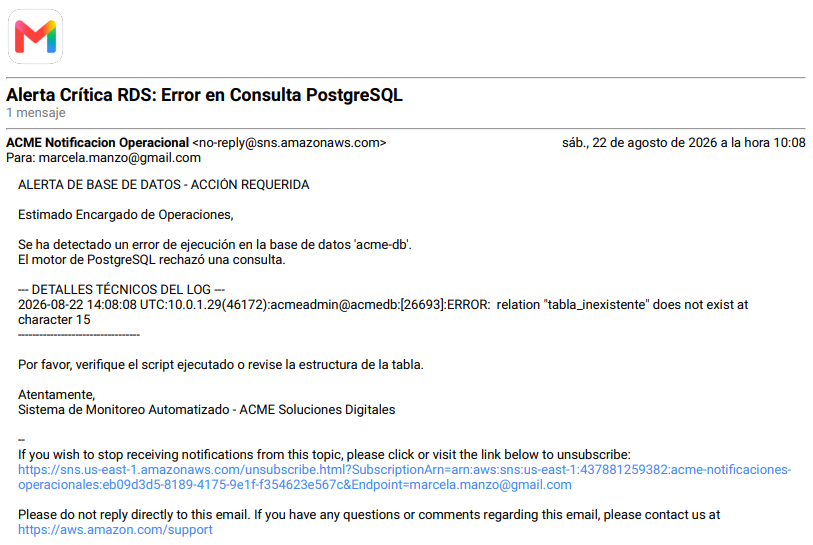 Alerta Crítica RDS: Error en Consulta PostgreSQL
1 mensaje
ACME Notificacion Operacional <no-reply@sns.amazonaws.com> sáb., 22 de agosto de 2026 a la hora 10:08
Para: marcela.manzo@gmail.com
ALERTA DE BASE DE DATOS - ACCIÓN REQUERIDA
Estimado Encargado de Operaciones,
Se ha detectado un error de ejecución en la base de datos 'acme-db'.
El motor de PostgreSQL rechazó una consulta.
--- DETALLES TÉCNICOS DEL LOG ---
2026-08-22 14:08:08 UTC:10.0.1.29(46172):acmeadmin@acmedb:[26693]:ERROR:  relation "tabla_inexistente" does not exist at
character 15
----------------------------------
Por favor, verifique el script ejecutado o revise la estructura de la tabla.
Atentamente,
Sistema de Monitoreo Automatizado - ACME Soluciones Digitales
--
If you wish to stop receiving notifications from this topic, please click or visit the link below to unsubscribe:
https://sns.us-east-1.amazonaws.com/unsubscribe.html?SubscriptionArn=arn:aws:sns:us-east-1:437881259382:acme-notificaciones-
operacionales:eb09d3d5-8189-4175-9e1f-f354623e567c&Endpoint=marcela.manzo@gmail.com
Please do not reply directly to this email. If you have any questions or comments regarding this email, please contact us at
https://aws.amazon.com/support